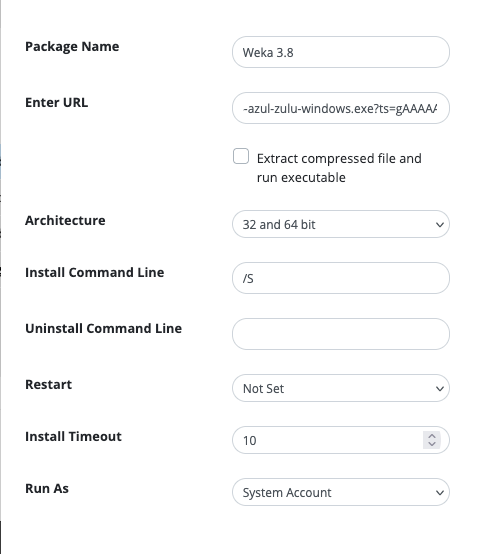 Package Name
Weka 3.8
Enter URL
-azul-zulu-windows.exe?ts=gAAAAA
Extract compressed file and
run executable
Architecture
32 and 64 bit
Install Command Line
/S
Uninstall Command Line
Restart
Not Set
Install Timeout
10
Run As
System Account